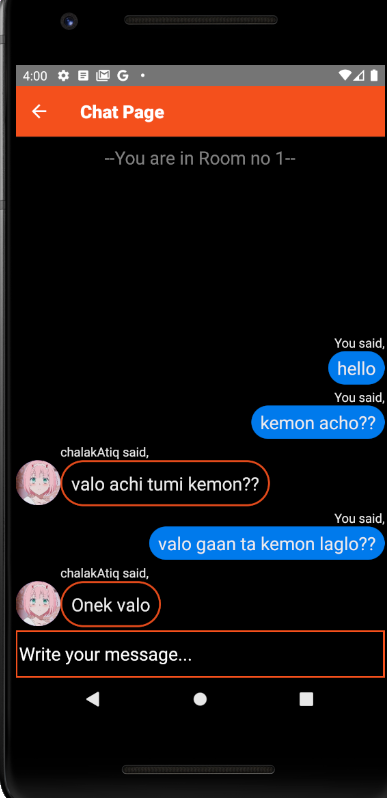 4:00
Chat Page
--You are in Room no 1--
You said,
hello
You said,
kemon acho??
chalakAtiq said,
valo achi tumi kemon??
You said,
valo gaan ta kemon laglo??
chalakAtiq said,
Onek valo
Write your message...